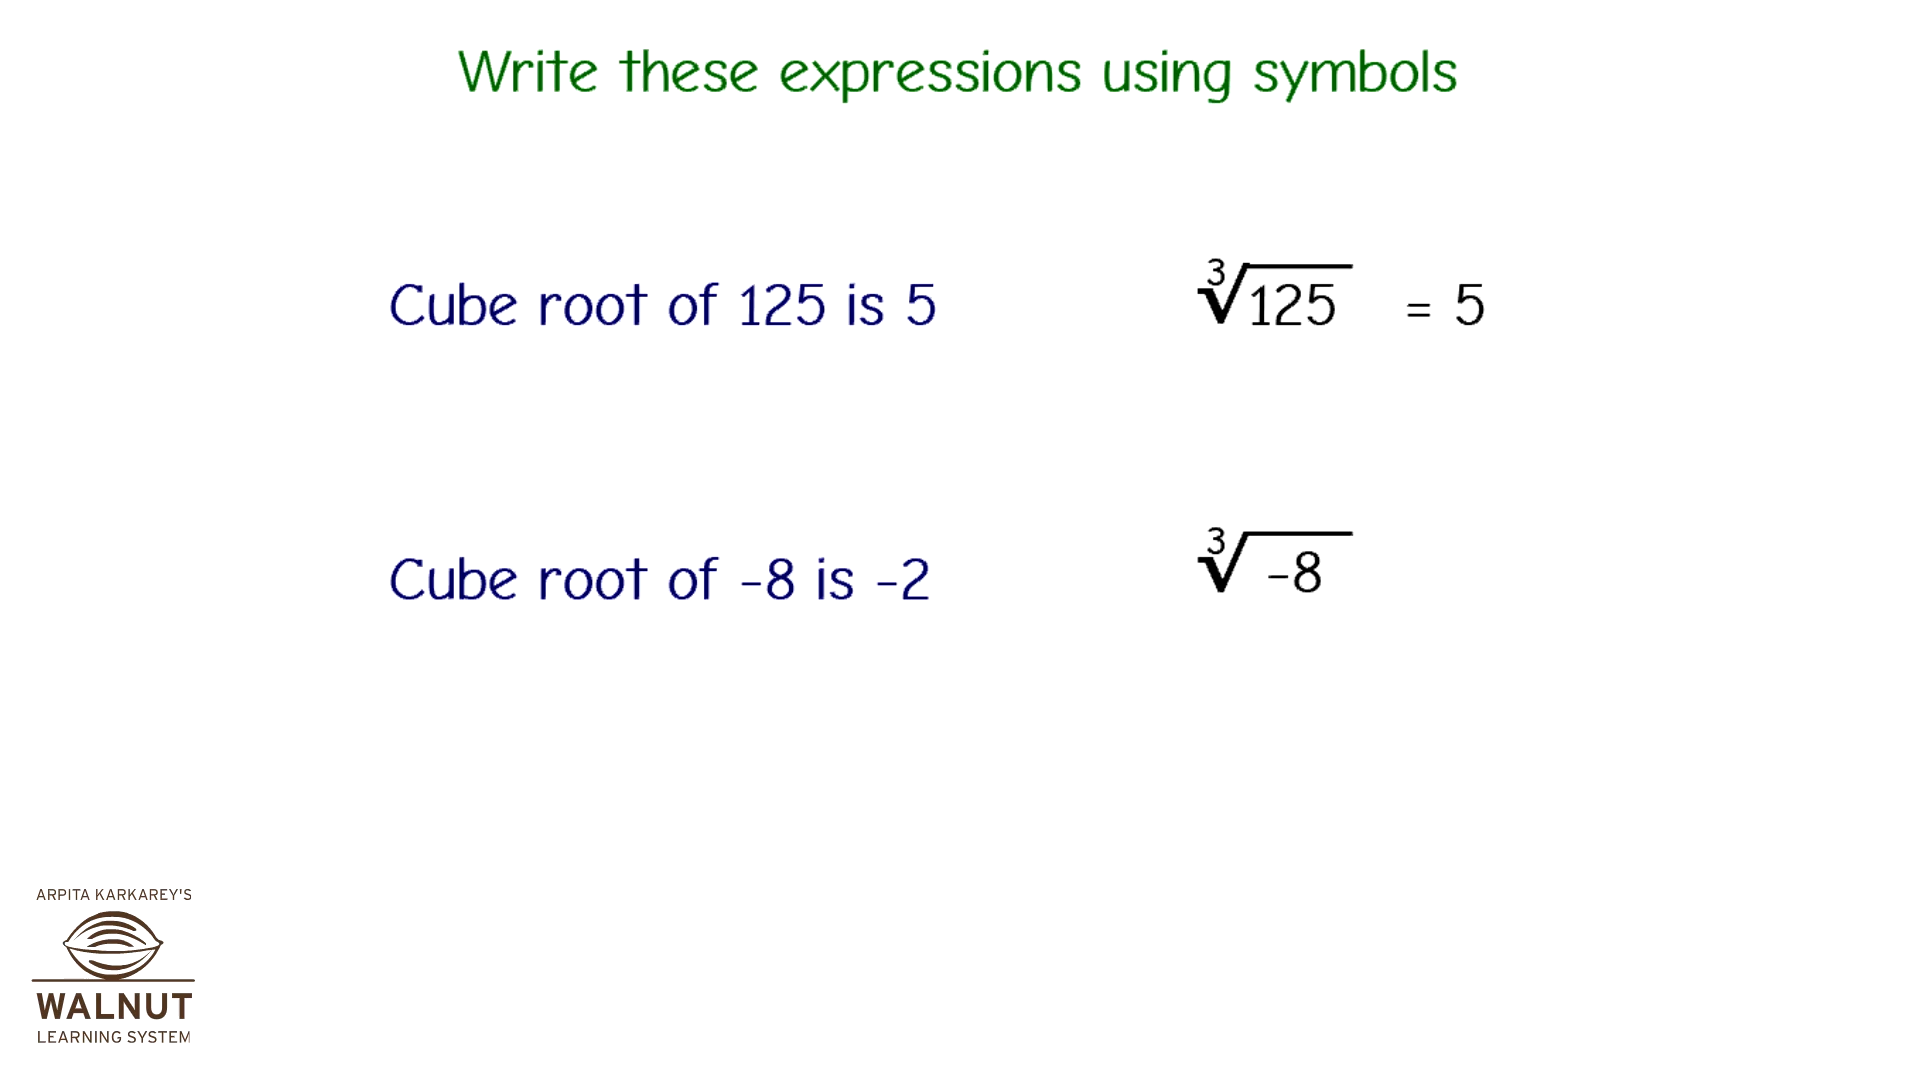 Write these expressions using symbols
Cube root of 125 is 5
∛125 = 5
Cube root of -8 is -2
∛-8
ARPITA KARKAREY'S
WALNUT
LEARNING SYSTEM